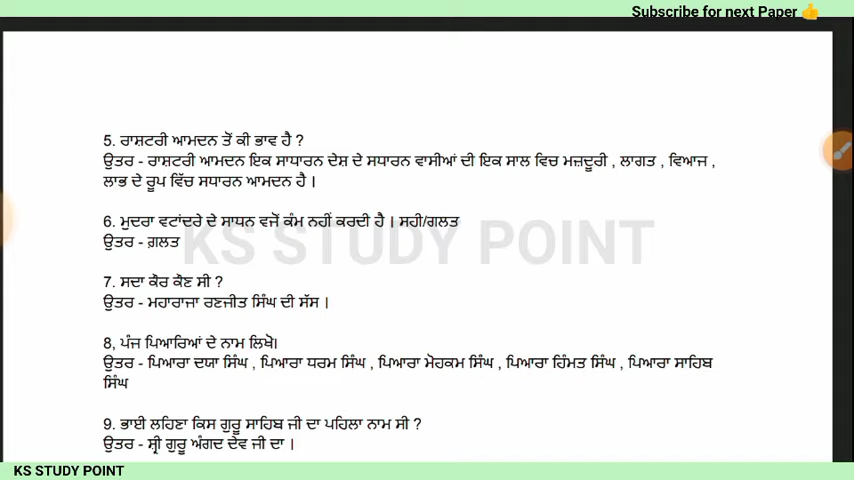 Subscribe for next Paper 👍
5. ਰਾਸ਼ਟਰੀ ਆਮਦਨ ਤੋਂ ਕੀ ਭਾਵ ਹੈ ?
ਉਤਰ - ਰਾਸ਼ਟਰੀ ਆਮਦਨ ਇਕ ਸਾਧਾਰਨ ਦੇਸ਼ ਦੇ ਸਧਾਰਨ ਵਾਸੀਆਂ ਦੀ ਇਕ ਸਾਲ ਵਿਚ ਮਜ਼ਦੂਰੀ , ਲਾਗਤ , ਵਿਆਜ ,
ਲਾਭ ਦੇ ਰੂਪ ਵਿੱਚ ਸਧਾਰਨ ਆਮਦਨ ਹੈ ।
6. ਮੁਦਰਾ ਵਟਾਂਦਰੇ ਦੇ ਸਾਧਨ ਵਜੋਂ ਕੰਮ ਨਹੀਂ ਕਰਦੀ ਹੈ । ਸਹੀ/ਗਲਤ
ਉਤਰ - ਗ਼ਲਤ
KS STUDY POINT
7. ਸਦਾ ਕੌਰ ਕੌਣ ਸੀ ?
ਉਤਰ - ਮਹਾਰਾਜਾ ਰਣਜੀਤ ਸਿੰਘ ਦੀ ਸੱਸ ।
8, ਪੰਜ ਪਿਆਰਿਆਂ ਦੇ ਨਾਮ ਲਿਖੋ।
ਉਤਰ - ਪਿਆਰਾ ਦਯਾ ਸਿੰਘ , ਪਿਆਰਾ ਧਰਮ ਸਿੰਘ , ਪਿਆਰਾ ਮੋਹਕਮ ਸਿੰਘ , ਪਿਆਰਾ ਹਿੰਮਤ ਸਿੰਘ , ਪਿਆਰਾ ਸਾਹਿਬ
ਸਿੰਘ
9. ਭਾਈ ਲਹਿਣਾ ਕਿਸ ਗੁਰੂ ਸਾਹਿਬ ਜੀ ਦਾ ਪਹਿਲਾ ਨਾਮ ਸੀ ?
ਉਤਰ - ਸ਼੍ਰੀ ਗੁਰੂ ਅੰਗਦ ਦੇਵ ਜੀ ਦਾ ।
KS STUDY POINT